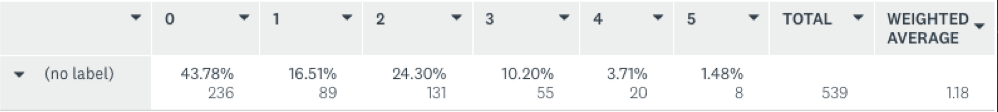 0 1 2 3 4 5 TOTAL WEIGHTED
AVERAGE
(no label) 43.78% 16.51% 24.30% 10.20% 3.71% 1.48%
236 89 131 55 20 8 539 1.18